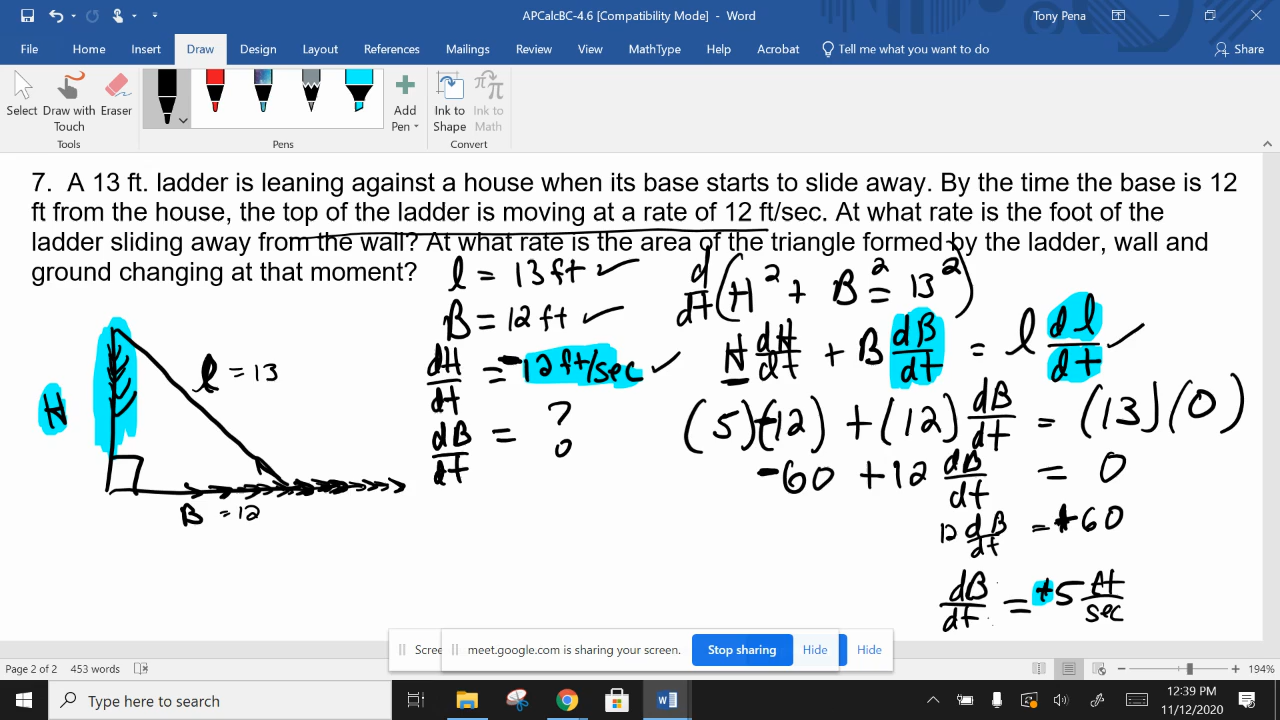 APCalcBC-4.6 [Compatibility Mode] - Word
Tony Pena
File Home Insert Draw Design Layout References Mailings Review View MathType Help Acrobat Tell me what you want to do Share
Select
Draw with Touch
Eraser
Add Pen
Ink to Shape
Ink to Math
Tools Pens Convert
7. A 13 ft. ladder is leaning against a house when its base starts to slide away. By the time the base is 12
ft from the house, the top of the ladder is moving at a rate of 12 ft/sec. At what rate is the foot of the
ladder sliding away from the wall? At what rate is the area of the triangle formed by the ladder, wall and
ground changing at that moment?
l = 13 ft ✓
B = 12 ft ✓
dH/dt = -12 ft/sec ✓
dB/dt = ?
H
l = 13
B = 12
d/dt (H² + B² = 13²)
H dH/dt + B dB/dt = l dl/dt ✓
(5)(-12) + (12) dB/dt = (13)(0)
-60 + 12 dB/dt = 0
12 dB/dt = +60
dB/dt = +5 ft/sec
Scree
meet.google.com is sharing your screen. Stop sharing Hide Hide
Page 2 of 2 453 words 194%
Type here to search
12:39 PM
11/12/2020